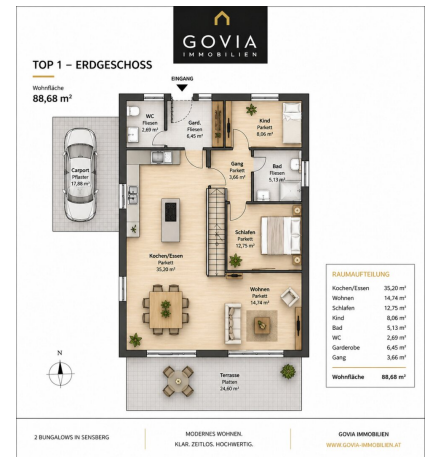 GOVIA
IMMOBILIEN
TOP 1 – ERDGESCHOSS
Wohnfläche
88,68 m²
EINGANG
WC
Fliesen
2,69 m²
Gard.
Fliesen
6,45 m²
Kind
Parkett
8,06 m²
Gang
Parkett
3,66 m²
Bad
Fliesen
5,13 m²
Carport
Pflaster
17,88 m²
Schlafen
Parkett
12,75 m²
Kochen/Essen
Parkett
35,20 m²
Wohnen
Parkett
14,74 m²
RAUMAUFTEILUNG
Kochen/Essen 35,20 m²
Wohnen 14,74 m²
Schlafen 12,75 m²
Kind 8,06 m²
Bad 5,13 m²
WC 2,69 m²
Garderobe 6,45 m²
Gang 3,66 m²
Wohnfläche 88,68 m²
N
Terrasse
Platten
24,60 m²
2 BUNGALOWS IN SENSBERG
MODERNES WOHNEN.
KLAR. ZEITLOS. HOCHWERTIG.
GOVIA IMMOBILIEN
WWW.GOVIA-IMMOBILIEN.AT